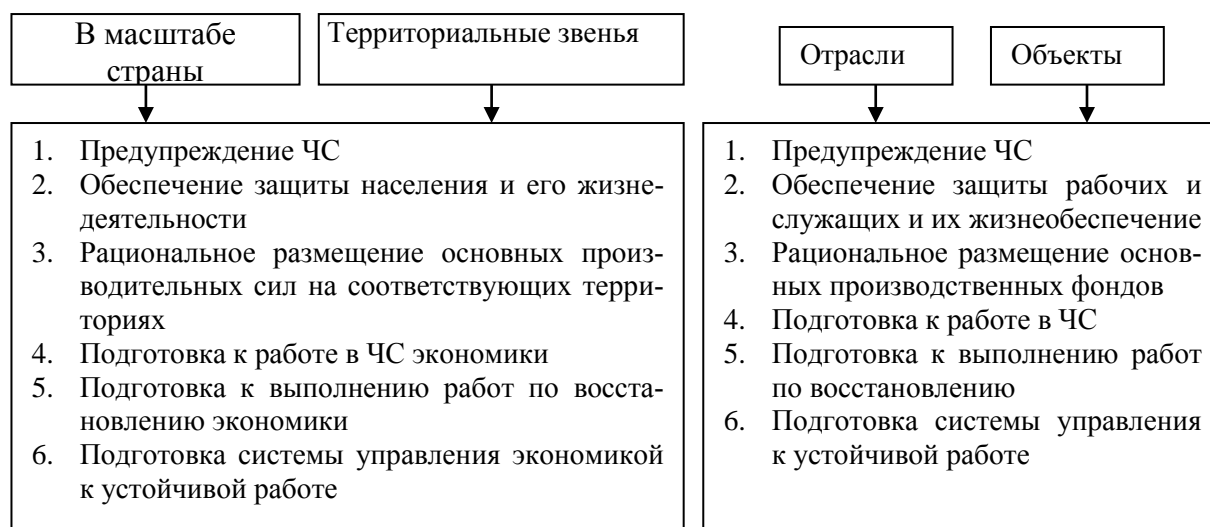 В масштабе
страны
Территориальные звенья
Отрасли
Объекты
1. Предупреждение ЧС
2. Обеспечение защиты населения и его жизне-
деятельности
3. Рациональное размещение основных произ-
водительных сил на соответствующих терри-
ториях
4. Подготовка к работе в ЧС экономики
5. Подготовка к выполнению работ по восста-
новлению экономики
6. Подготовка системы управления экономикой
к устойчивой работе
1. Предупреждение ЧС
2. Обеспечение защиты рабочих и
служащих и их жизнеобеспечение
3. Рациональное размещение основ-
ных производственных фондов
4. Подготовка к работе в ЧС
5. Подготовка к выполнению работ
по восстановлению
6. Подготовка системы управления
к устойчивой работе